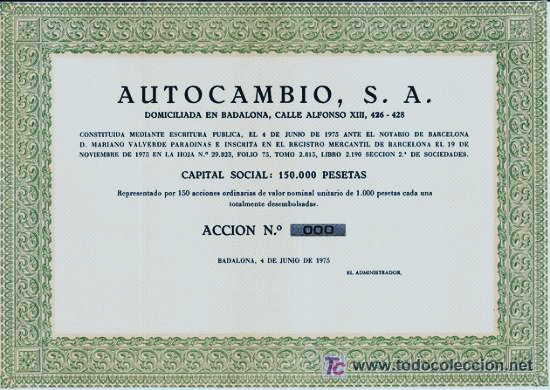 AUTOCAMBIO, S. A.
DOMICILIADA EN BADALONA, CALLE ALFONSO XIII, 426 - 428
CONSTITUIDA MEDIANTE ESCRITURA PUBLICA, EL 4 DE JUNIO DE 1975 ANTE EL NOTARIO DE BARCELONA
D. MARIANO VALVERDE PARADINAS E INSCRITA EN EL REGISTRO MERCANTIL DE BARCELONA EL 19 DE
NOVIEMBRE DE 1975 EN LA HOJA N.º 29.823, FOLIO 75, TOMO 2.815, LIBRO 2.190 SECCION 2.ª DE SOCIEDADES.
CAPITAL SOCIAL: 150.000 PESETAS
Representado por 150 acciones ordinarias de valor nominal unitario de 1.000 pesetas cada una
totalmente desembolsadas.
ACCION N.º 000
BADALONA, 4 DE JUNIO DE 1975
EL ADMINISTRADOR,
TC
www.todocoleccion.net